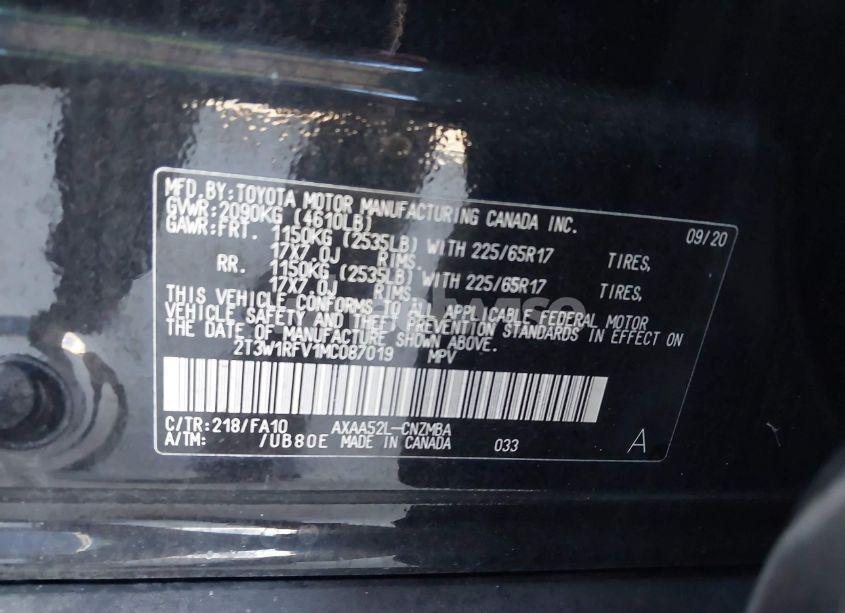 MFD.BY:TOYOTA MOTOR MANUFACTURING CANADA INC.
GVWR:2090KG (4610LB) 09/20
GAWR:FRT. 1150KG (2535LB) WITH 225/65R17 TIRES,
17X7.0J RIMS,
RR. 1150KG (2535LB) WITH 225/65R17 TIRES,
17X7.0J RIMS,
THIS VEHICLE CONFORMS TO ALL APPLICABLE FEDERAL MOTOR
VEHICLE SAFETY AND THEFT PREVENTION STANDARDS IN EFFECT ON
THE DATE OF MANUFACTURE SHOWN ABOVE.
2T3W1RFV1MC087019 MPV
C/TR:218/FA10 AXAA52L-CNZMBA
A/TM: /UB80E MADE IN CANADA 033 A